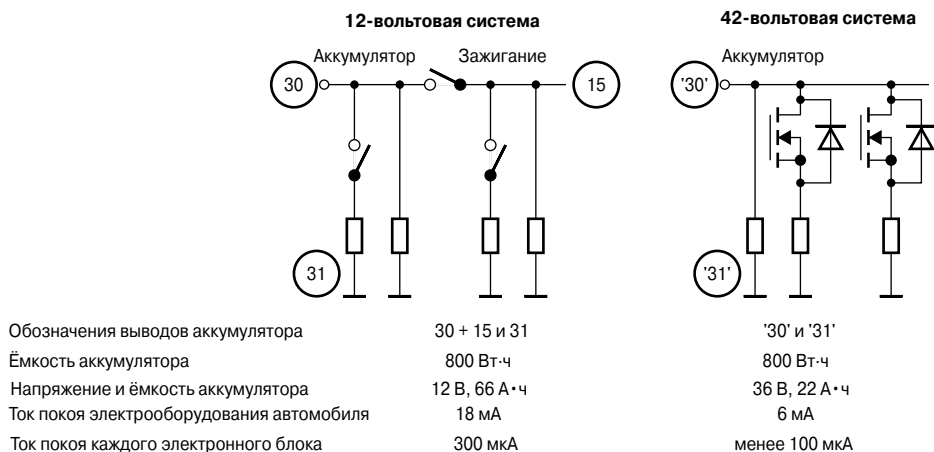 12-вольтовая система
42-вольтовая система
Аккумулятор Зажигание
Аккумулятор
30
15
'30'
31
'31'
Обозначения выводов аккумулятора 30 + 15 и 31 '30' и '31'
Ёмкость аккумулятора 800 Вт·ч 800 Вт·ч
Напряжение и ёмкость аккумулятора 12 В, 66 А•ч 36 В, 22 А•ч
Ток покоя электрооборудования автомобиля 18 мА 6 мА
Ток покоя каждого электронного блока 300 мкА менее 100 мкА